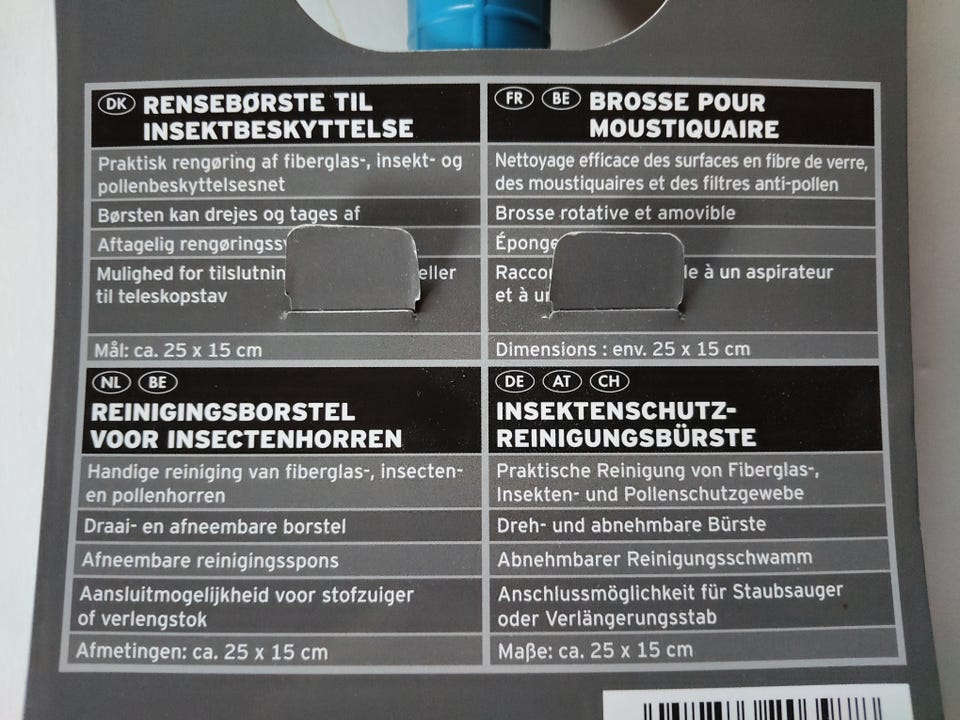 DK RENSEBØRSTE TIL
INSEKTBESKYTTELSE
Praktisk rengøring af fiberglas-, insekt- og
pollenbeskyttelsesnet
Børsten kan drejes og tages af
Aftagelig
Mulighed for eller
til teleskopstav
Mål: ca. 25 x 15 cm
FR BE BROSSE POUR
MOUSTIQUAIRE
Nettoyage efficace des surfaces en fibre de verre,
des moustiquaires et des filtres anti-pollen
Brosse rotative et amovible
Éponge
à un aspirateur
et à
Dimensions : env. 25 x 15 cm
NL BE
REINIGINGSBORSTEL
VOOR INSECTENHORREN
Handige reiniging van fiberglas-, insecten-
en pollenhorren
Draai- en afneembare borstel
Afneembare reinigingsspons
Aansluitmogelijkheid voor stofzuiger
of verlengstok
Afmetingen: ca. 25 x 15 cm
DE AT CH
INSEKTENSCHUTZ-
REINIGUNGSBÜRSTE
Praktische Reinigung von Fiberglas-,
Insekten- und Pollenschutzgewebe
Dreh- und abnehmbare Bürste
Abnehmbarer Reinigungsschwamm
Anschlussmöglichkeit für Staubsauger
oder Verlängerungsstab
Maße: ca. 25 x 15 cm